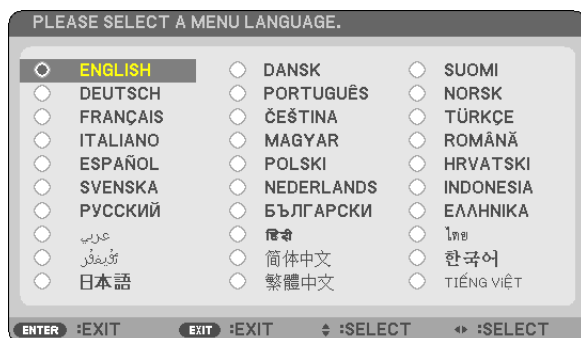 PLEASE SELECT A MENU LANGUAGE.
ENGLISH DANSK SUOMI
DEUTSCH PORTUGUÊS NORSK
FRANÇAIS ČEŠTINA TÜRKÇE
ITALIANO MAGYAR ROMÂNĂ
ESPAÑOL POLSKI HRVATSKI
SVENSKA NEDERLANDS INDONESIA
РУССКИЙ БЪЛГАРСКИ ΕΛΛΗΝΙΚΑ
عربي हिंदी ไทย
简体中文 한국어
日本語 繁體中文 TIẾNG VIỆT
ENTER :EXIT EXIT :EXIT :SELECT :SELECT